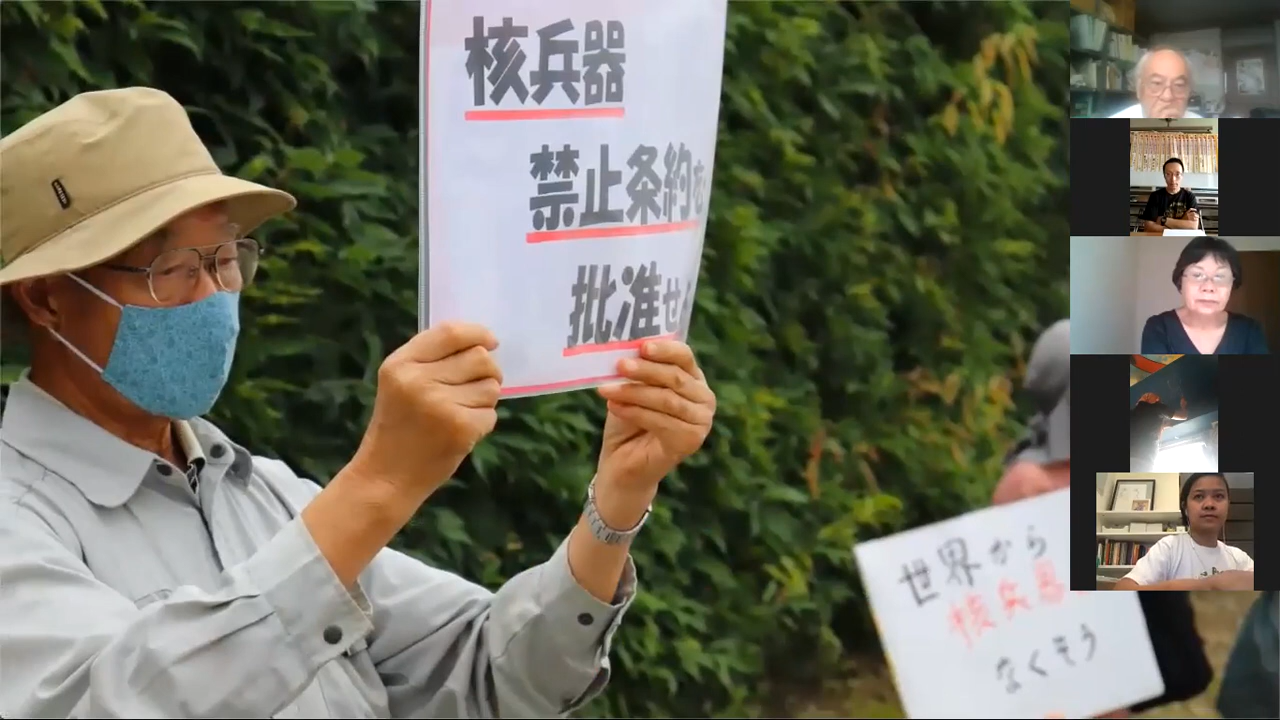 核兵器
禁止条約を
批准せ
世界から
核兵器
なくそう